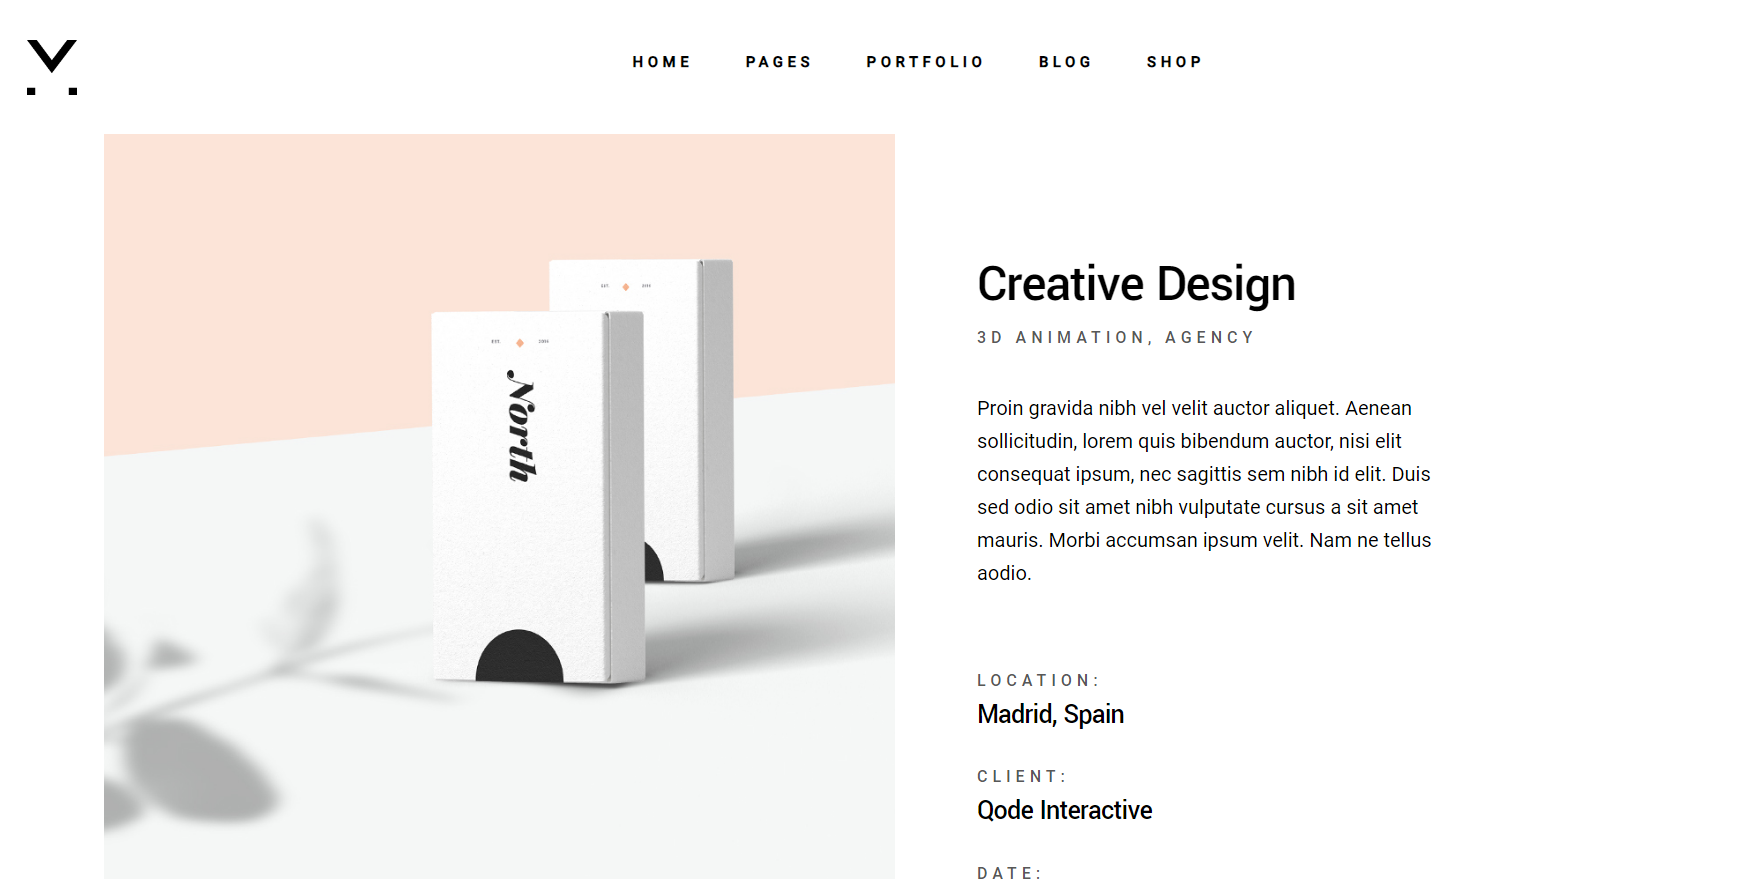 HOME PAGES PORTFOLIO BLOG SHOP
EST.
EST.
North
Creative Design
3D ANIMATION, AGENCY
Proin gravida nibh vel velit auctor aliquet. Aenean
sollicitudin, lorem quis bibendum auctor, nisi elit
consequat ipsum, nec sagittis sem nibh id elit. Duis
sed odio sit amet nibh vulputate cursus a sit amet
mauris. Morbi accumsan ipsum velit. Nam ne tellus
aodio.
LOCATION:
Madrid, Spain
CLIENT:
Qode Interactive
DATE: